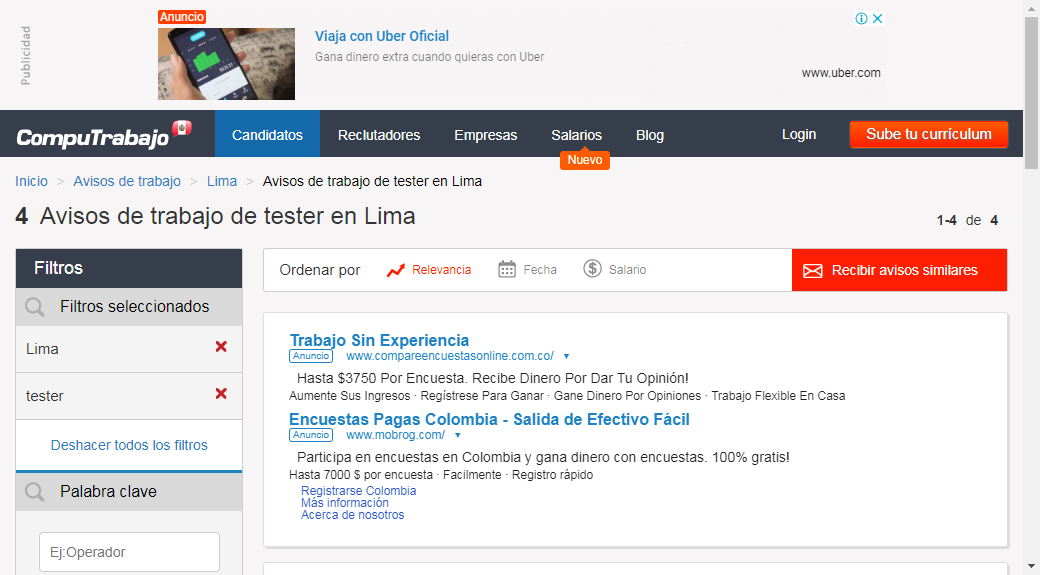 Publicidad
Anuncio
Viaja con Uber Oficial
Gana dinero extra cuando quieras con Uber
www.uber.com
CompuTrabajo
Candidatos
Reclutadores
Empresas
Salarios
Nuevo
Blog
Login
Sube tu currículum
Inicio > Avisos de trabajo > Lima > Avisos de trabajo de tester en Lima
4 Avisos de trabajo de tester en Lima
1-4 de 4
Filtros
Filtros seleccionados
Lima
tester
Deshacer todos los filtros
Palabra clave
Ej:Operador
Ordenar por
Relevancia
Fecha
Salario
Recibir avisos similares
Trabajo Sin Experiencia
Anuncio www.compareencuestasonline.com.co/
Hasta $3750 Por Encuesta. Recibe Dinero Por Dar Tu Opinión!
Aumente Sus Ingresos · Regístrese Para Ganar · Gane Dinero Por Opiniones · Trabajo Flexible En Casa
Encuestas Pagas Colombia - Salida de Efectivo Fácil
Anuncio www.mobrog.com/
Participa en encuestas en Colombia y gana dinero con encuestas. 100% gratis!
Hasta 7000 $ por encuesta · Facilmente · Registro rápido
Registrarse Colombia
Más información
Acerca de nosotros